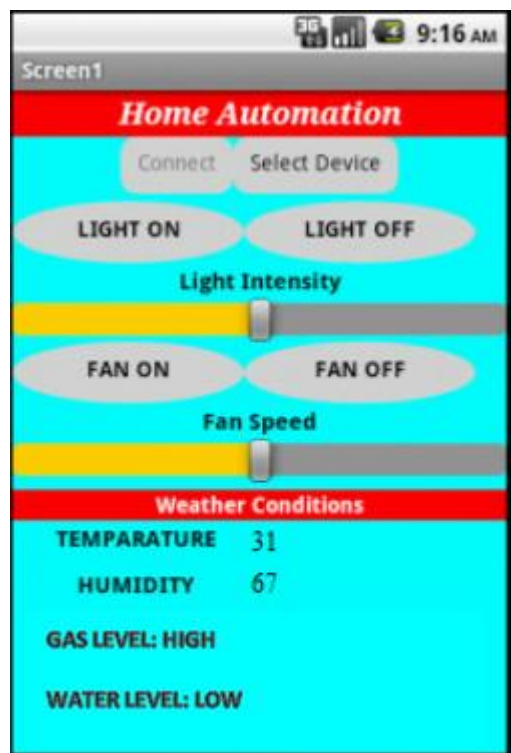 3G 9:16 AM
Screen1
Home Automation
Connect Select Device
LIGHT ON LIGHT OFF
Light Intensity
FAN ON FAN OFF
Fan Speed
Weather Conditions
TEMPARATURE 31
HUMIDITY 67
GAS LEVEL: HIGH
WATER LEVEL: LOW